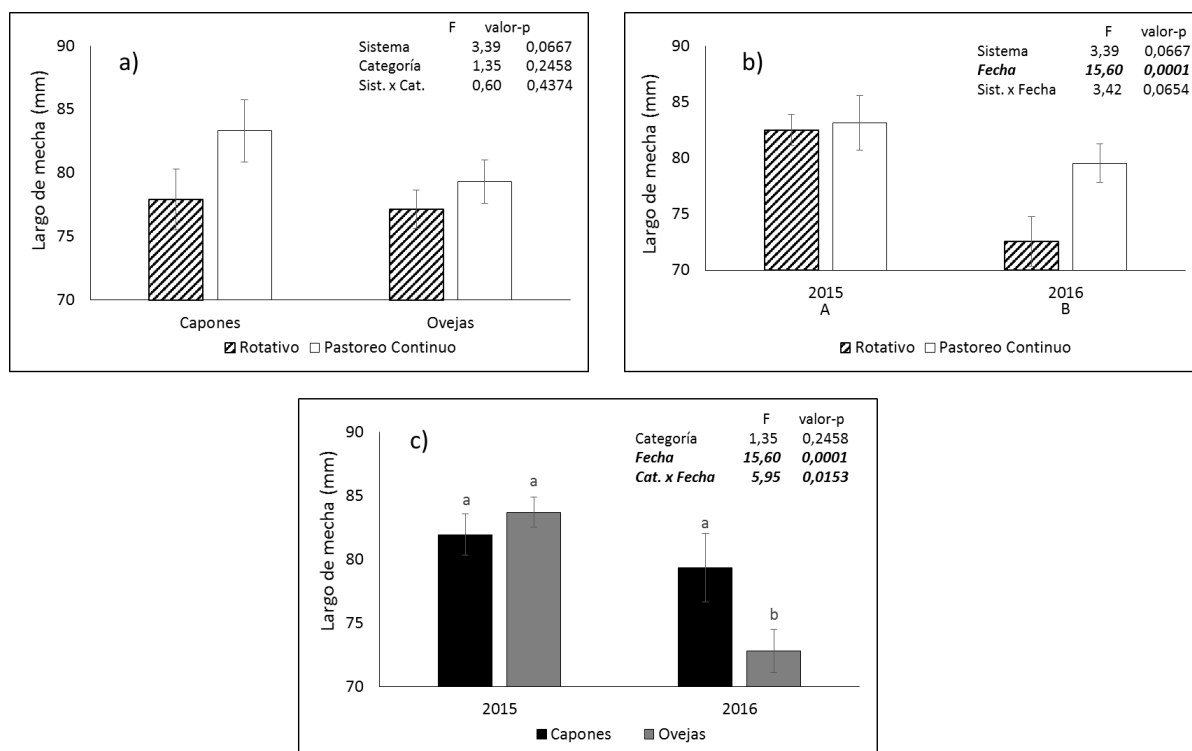 a)
F valor-p
Sistema 3,39 0,0667
Categoría 1,35 0,2458
Sist. x Cat. 0,60 0,4374
Largo de mecha (mm)
90
85
80
75
70
Capones Ovejas
Rotativo Pastoreo Continuo
b)
F valor-p
Sistema 3,39 0,0667
Fecha 15,60 0,0001
Sist. x Fecha 3,42 0,0654
Largo de mecha (mm)
90
85
80
75
70
2015 2016
A B
Rotativo Pastoreo Continuo
c)
F valor-p
Categoría 1,35 0,2458
Fecha 15,60 0,0001
Cat. x Fecha 5,95 0,0153
Largo de mecha (mm)
90
85
80
75
70
a a a b
2015 2016
Capones Ovejas